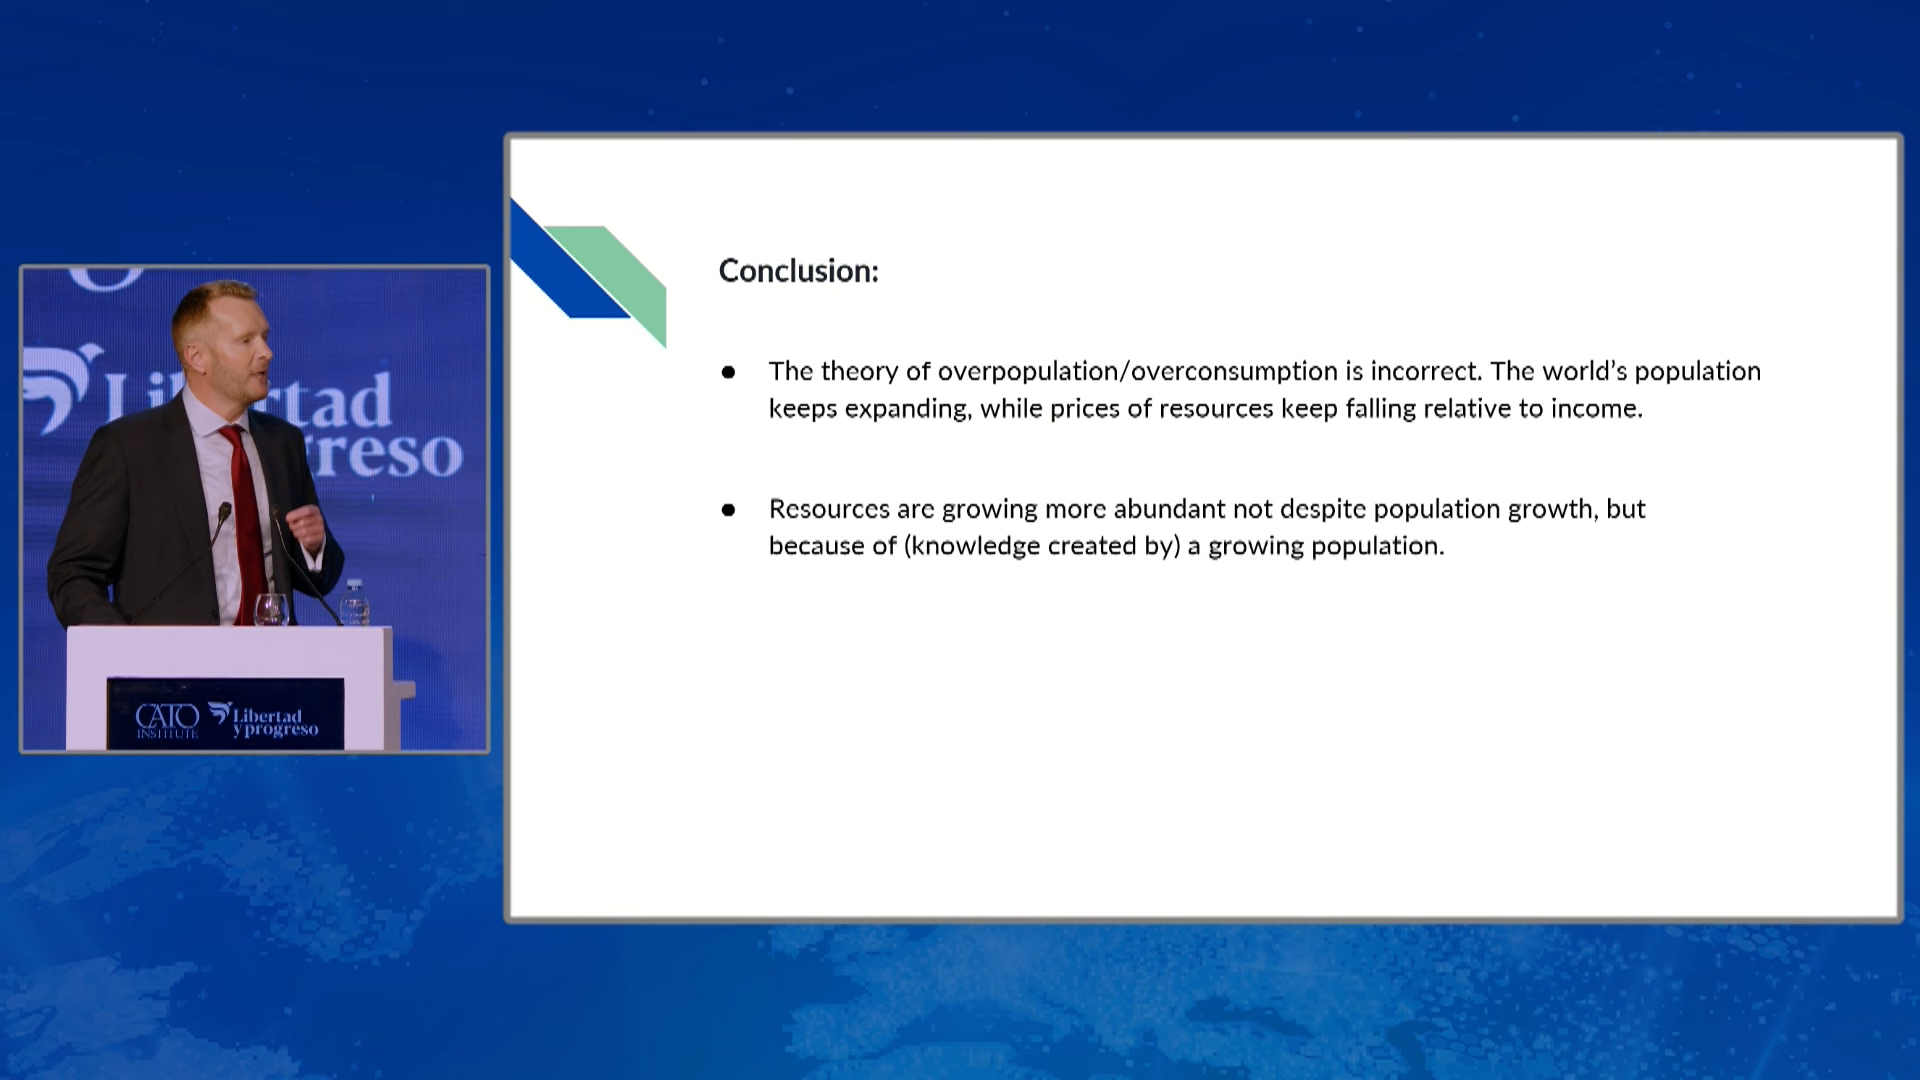 Libertad
greso
CATO
INSTITUTE
Libertad
y progreso
Conclusion:
● The theory of overpopulation/overconsumption is incorrect. The world's population
keeps expanding, while prices of resources keep falling relative to income.
● Resources are growing more abundant not despite population growth, but
because of (knowledge created by) a growing population.